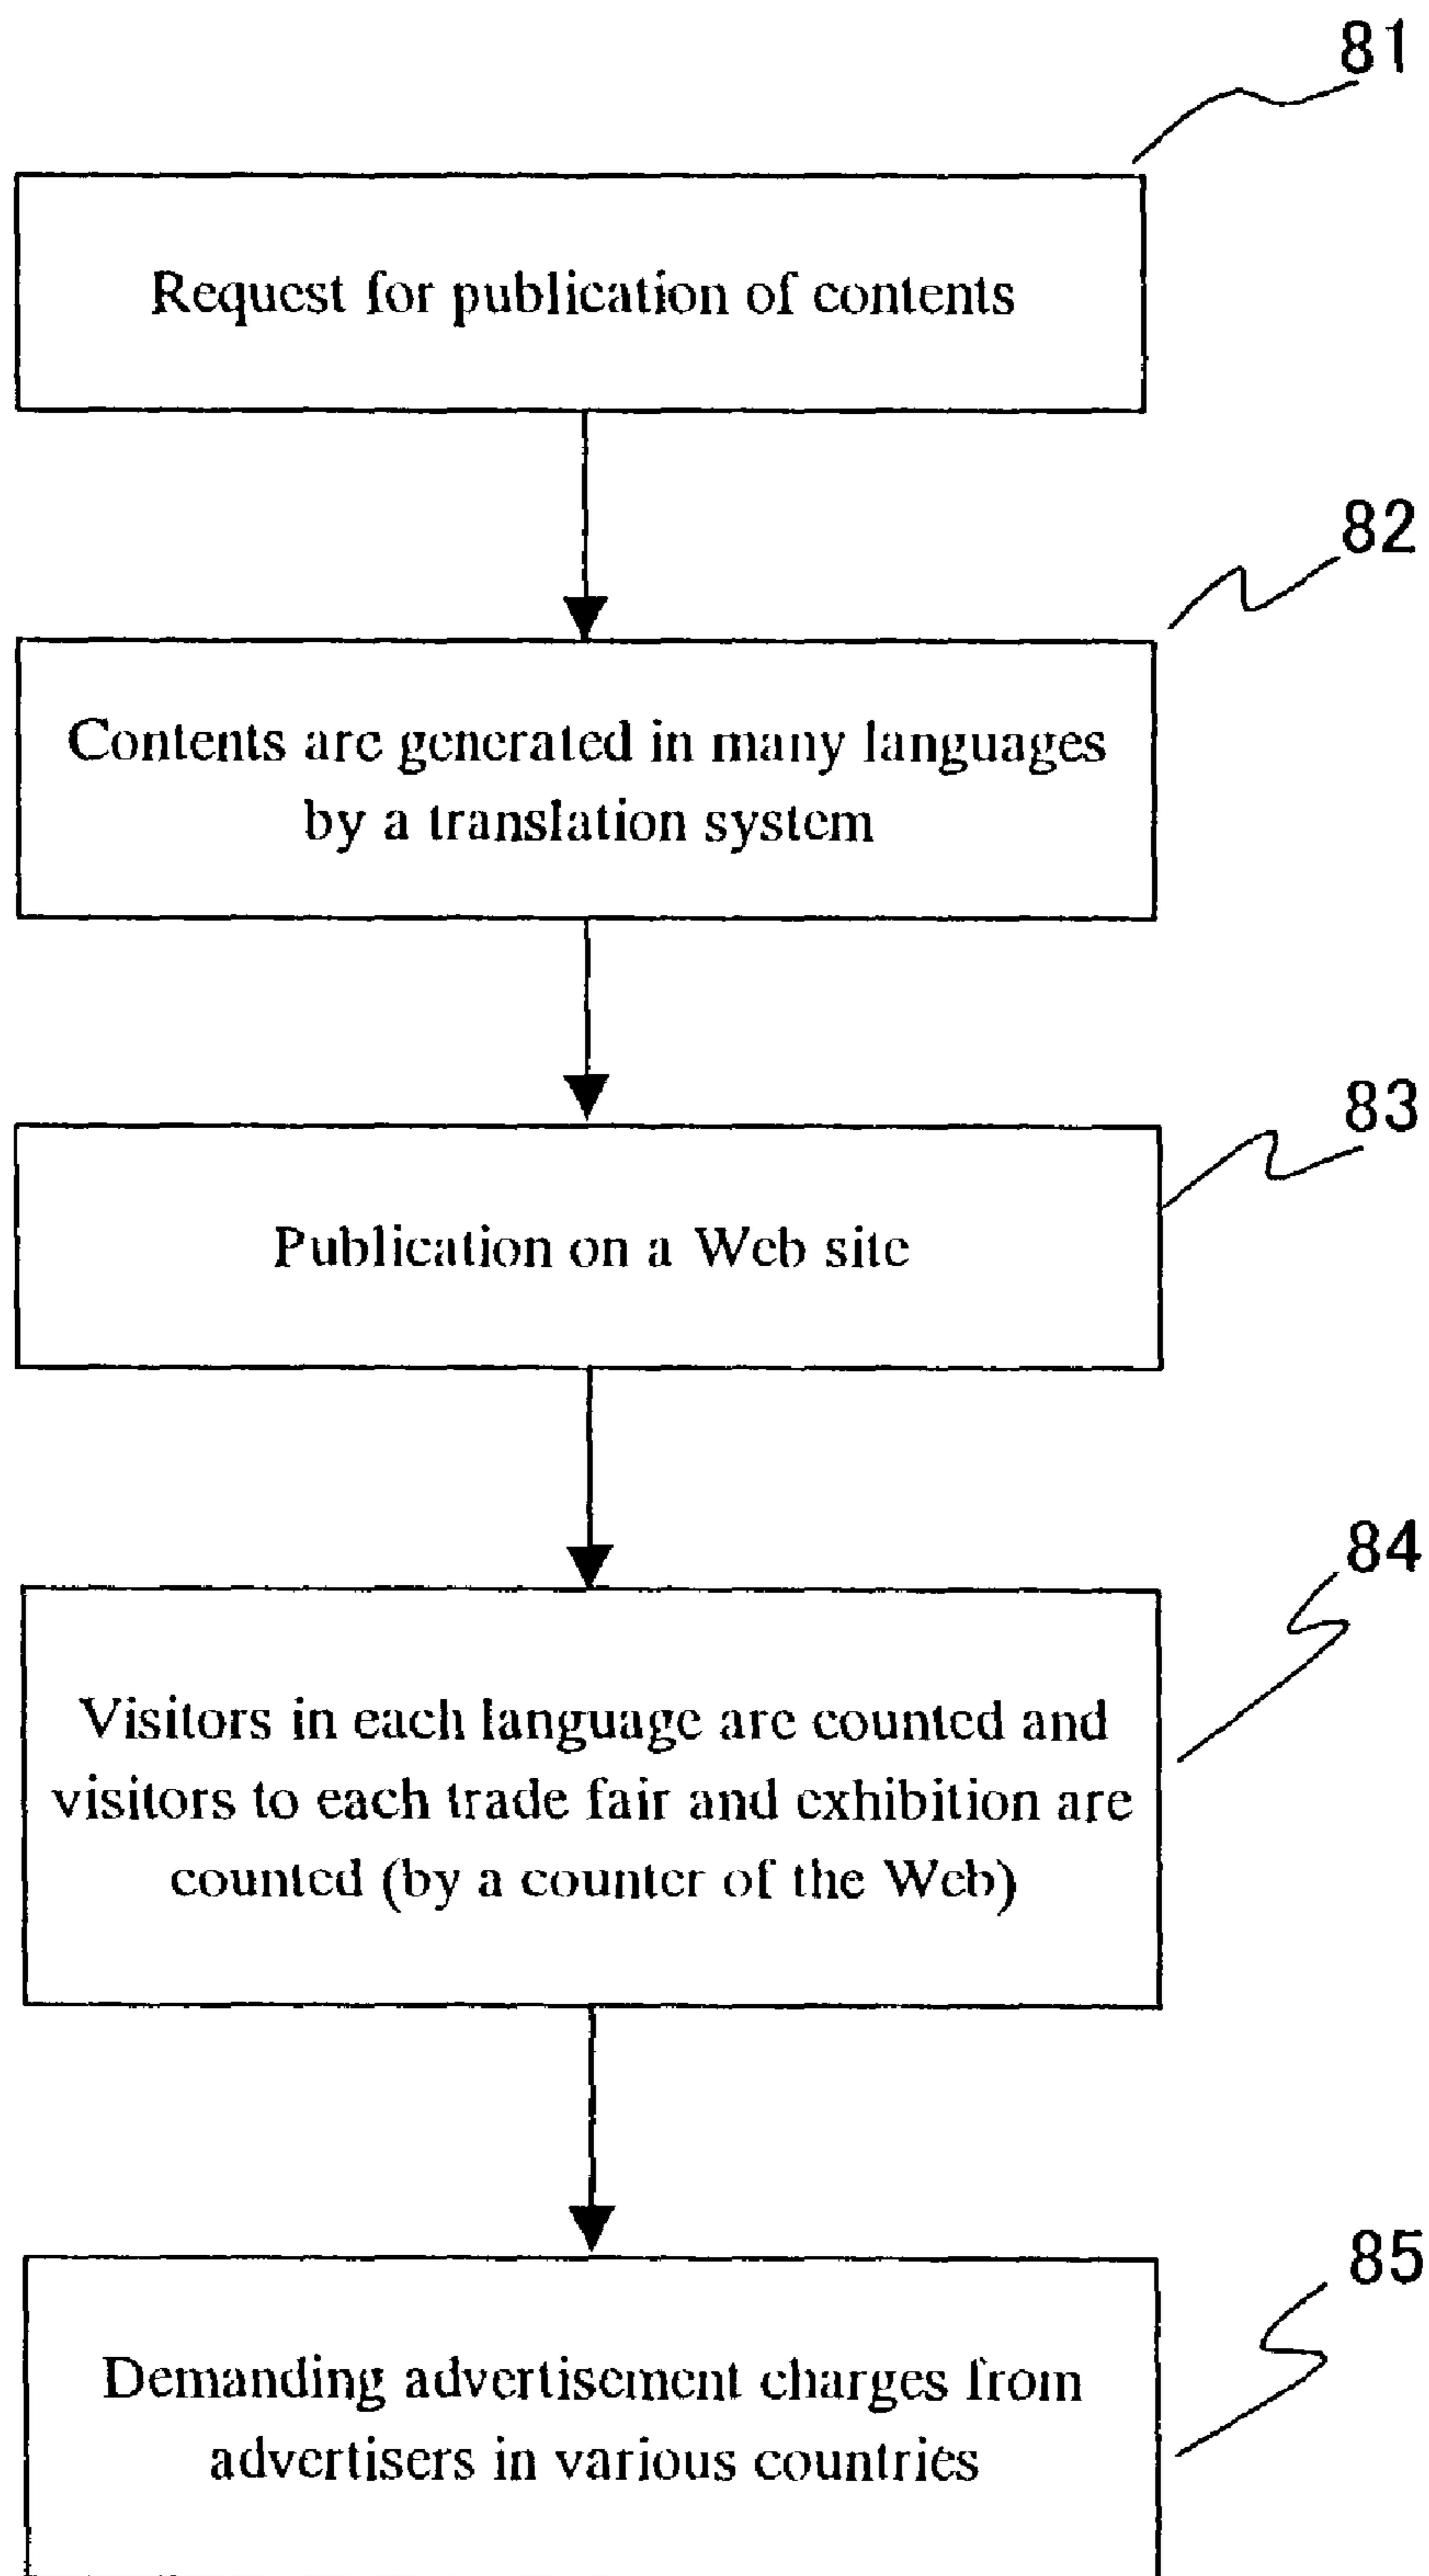 81
Request for publication of contents
82
Contents are generated in many languages
by a translation system
83
Publication on a Web site
84
Visitors in each language are counted and
visitors to each trade fair and exhibition are
counted (by a counter of the Web)
85
Demanding advertisement charges from
advertisers in various countries